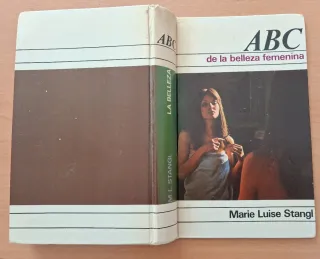 ABC
de la belleza femenina
Marie Luise Stangl
ABC
LA BELLEZA
M. L. STANGL